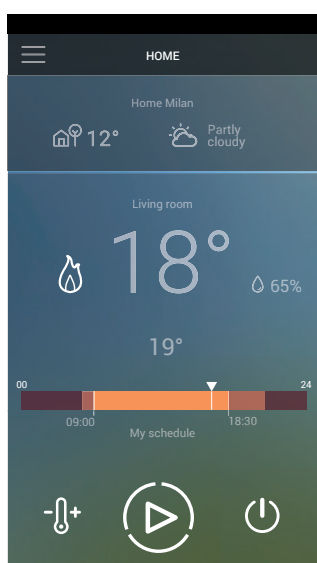 HOME
Home Milan
12°
Partly
cloudy
Living room
18°
65%
19°
00
24
09:00
18:30
My schedule